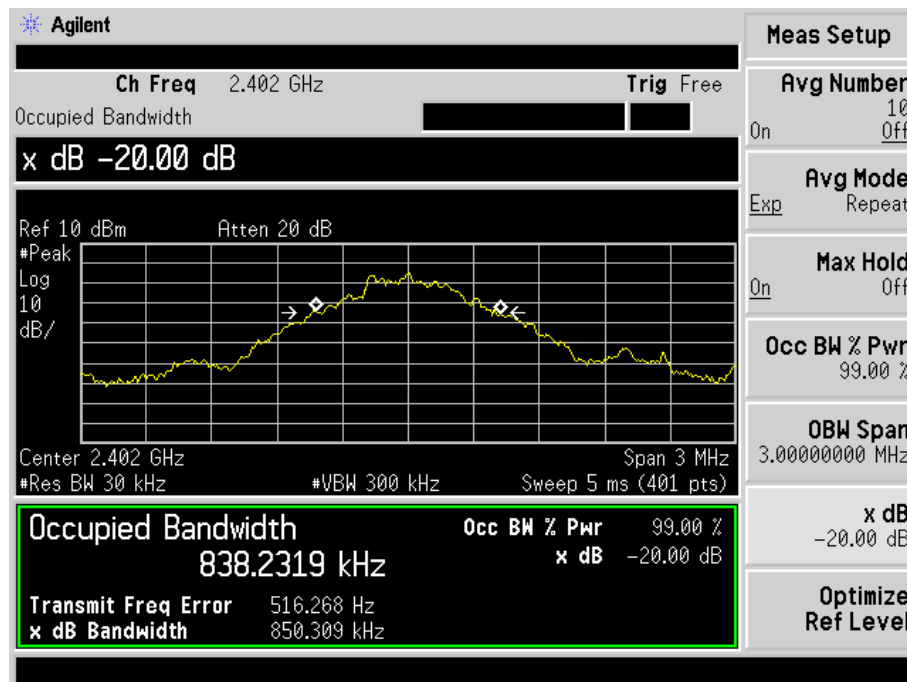 Agilent
Ch Freq 2.402 GHz Trig Free
Occupied Bandwidth
x dB -20.00 dB
Ref 10 dBm Atten 20 dB
#Peak
Log
10
dB/
Center 2.402 GHz Span 3 MHz
#Res BW 30 kHz #VBW 300 kHz Sweep 5 ms (401 pts)
Occupied Bandwidth
838.2319 kHz
Occ BW % Pwr 99.00 %
x dB -20.00 dB
Transmit Freq Error 516.268 Hz
x dB Bandwidth 850.309 kHz
Meas Setup
Avg Number
10
On Off
Avg Mode
Exp Repeat
Max Hold
On Off
Occ BW % Pwr
99.00 %
OBW Span
3.00000000 MHz
x dB
-20.00 dB
Optimize
Ref Level